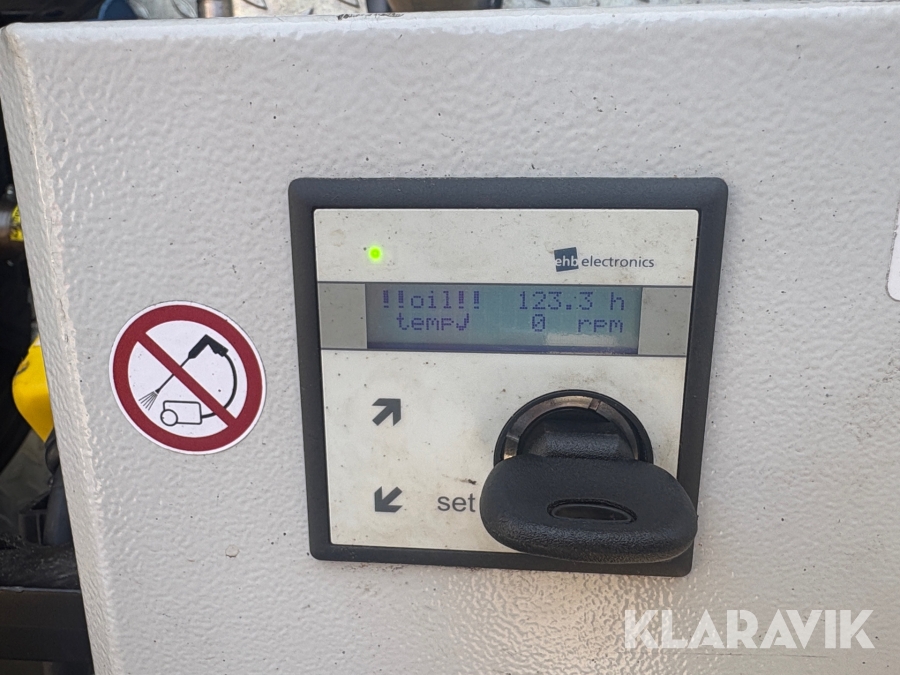 ehb electronics
!!oil!! 123.3 h
temp√ 0 rpm
set
KLARAVIK